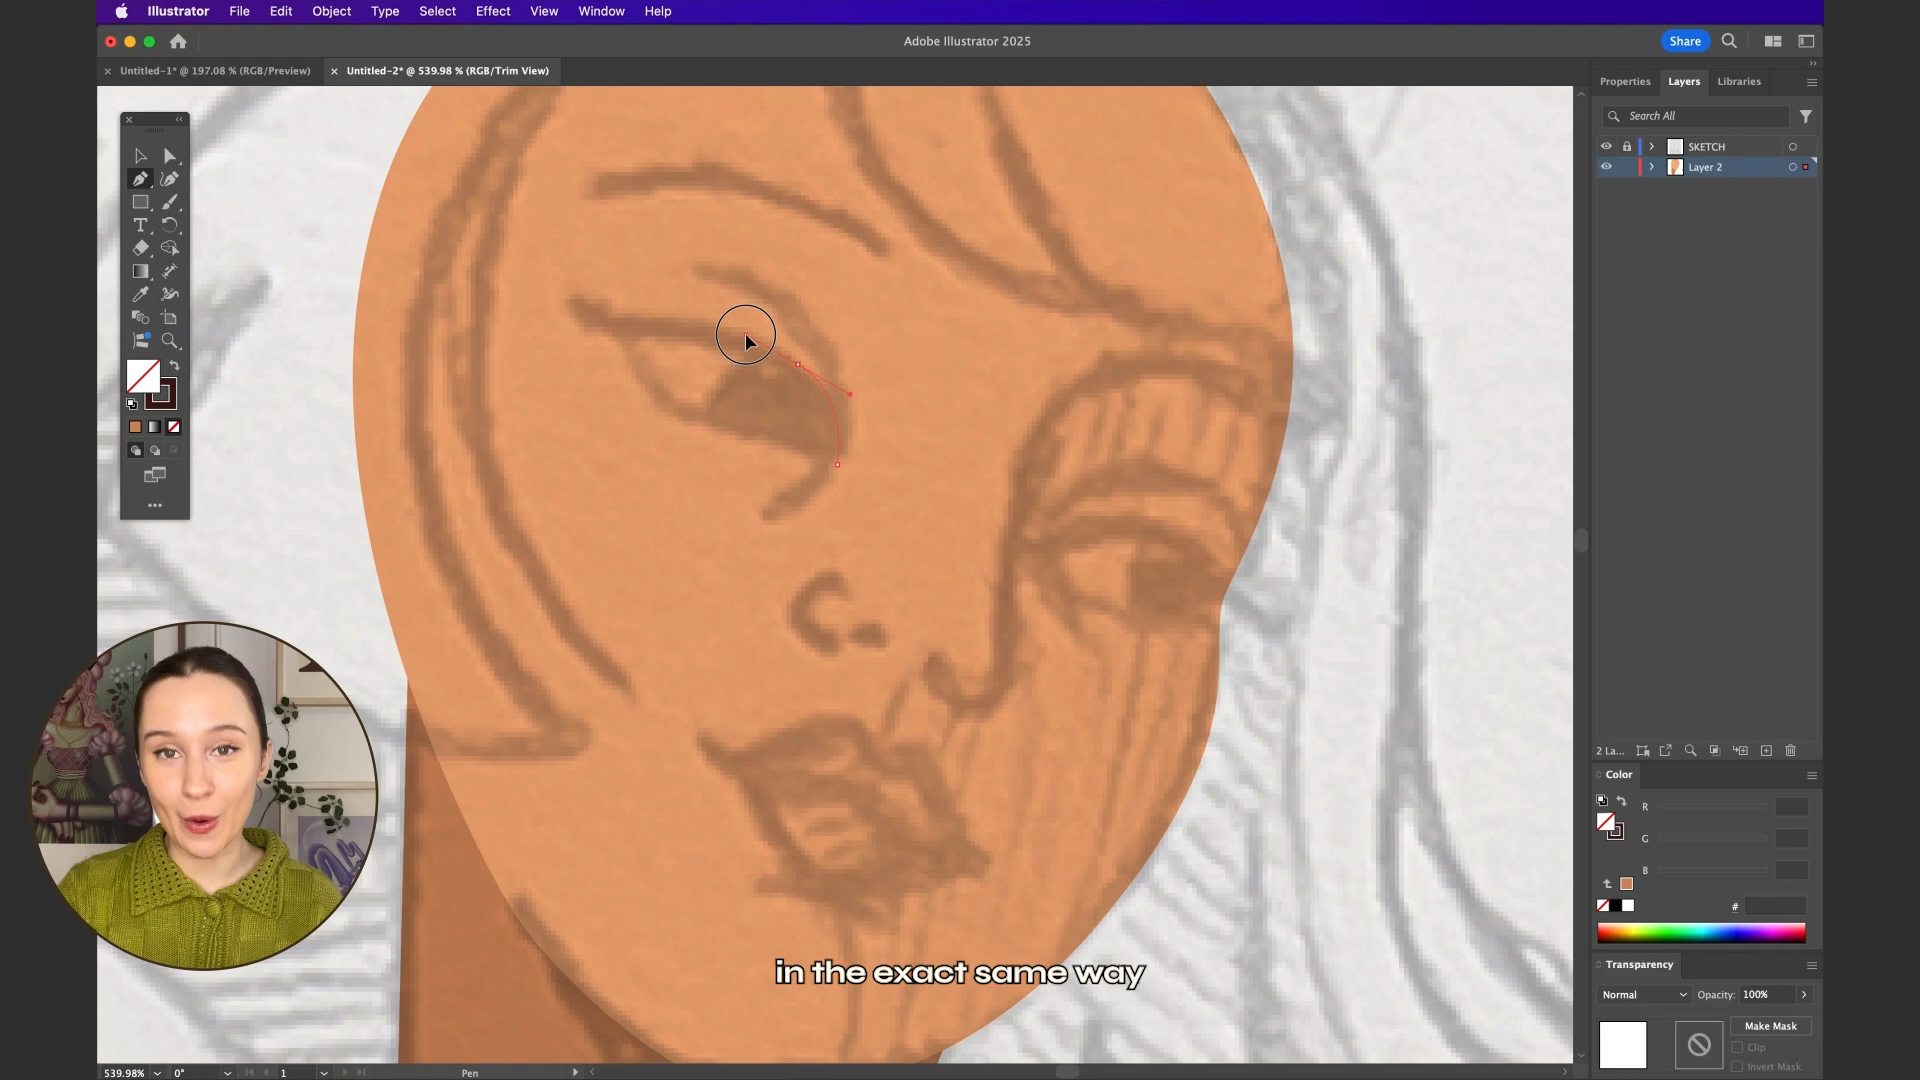 Illustrator File Edit Object Type Select Effect View Window Help
Adobe Illustrator 2025
Share
Untitled-1* @ 197.08 % (RGB/Preview)
Untitled-2* @ 539.98 % (RGB/Trim View)
Properties Layers Libraries
Search All
SKETCH
Layer 2
2 La...
Color
R
G
B
#
Transparency
Normal
Opacity: 100%
Make Mask
Clip
Invert Mask
in the exact same way
539.98% 0° 1 Pen